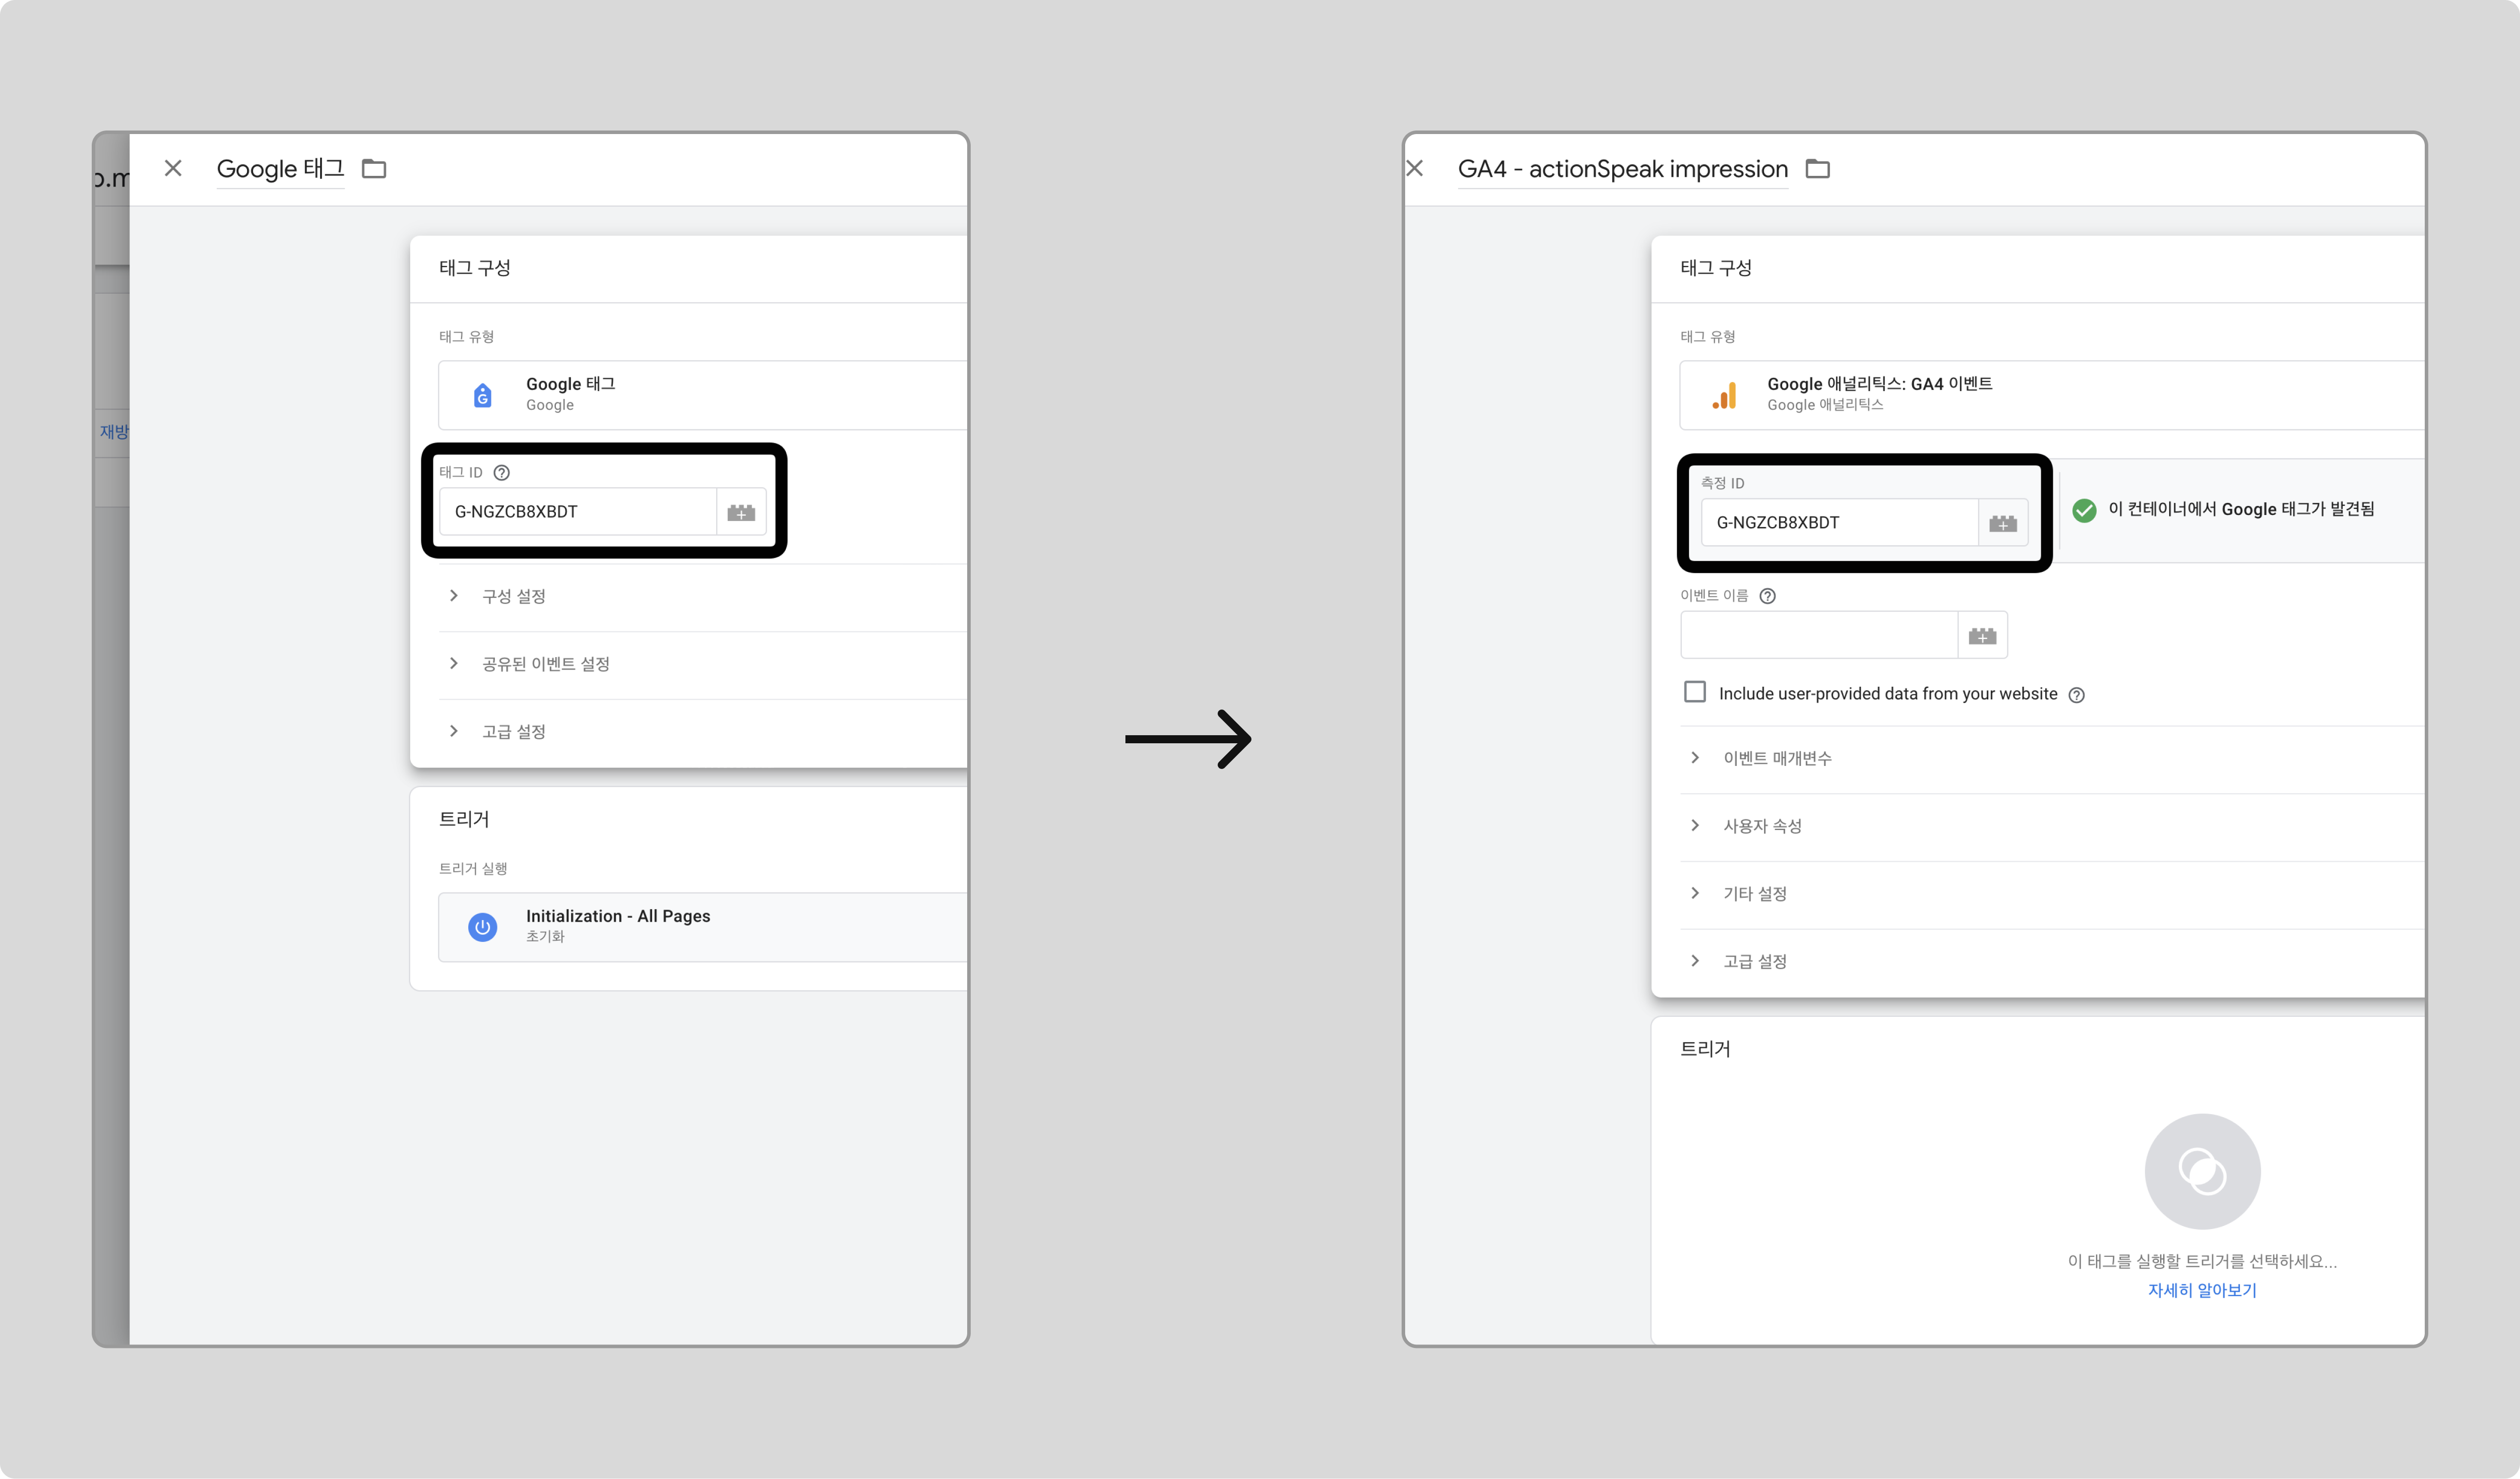 Google 태그
태그 구성
태그 유형
Google 태그
Google
재방
태그 ID
G-NGZCB8XBDT
구성 설정
공유된 이벤트 설정
고급 설정
트리거
트리거 실행
Initialization - All Pages
초기화
GA4 - actionSpeak impression
태그 구성
태그 유형
Google 애널리틱스: GA4 이벤트
Google 애널리틱스
측정 ID
G-NGZCB8XBDT
이 컨테이너에서 Google 태그가 발견됨
이벤트 이름
Include user-provided data from your website
이벤트 매개변수
사용자 속성
기타 설정
고급 설정
트리거
이 태그를 실행할 트리거를 선택하세요...
자세히 알아보기